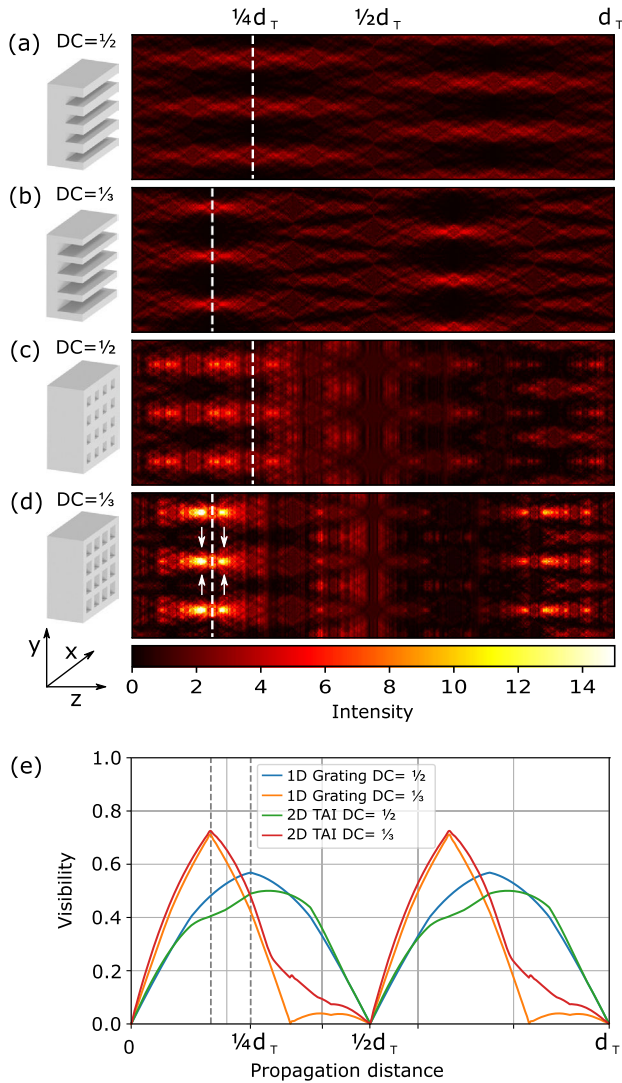 ¼d_T ½d_T d_T
(a) DC=½
(b) DC=⅓
(c) DC=½
(d) DC=⅓
y x z
0 2 4 6 8 10 12 14
Intensity
(e)
1.0
0.8
0.6
0.4
0.2
0.0
Visibility
1D Grating DC= ½
1D Grating DC= ⅓
2D TAI DC= ½
2D TAI DC= ⅓
0 ¼d_T ½d_T d_T
Propagation distance